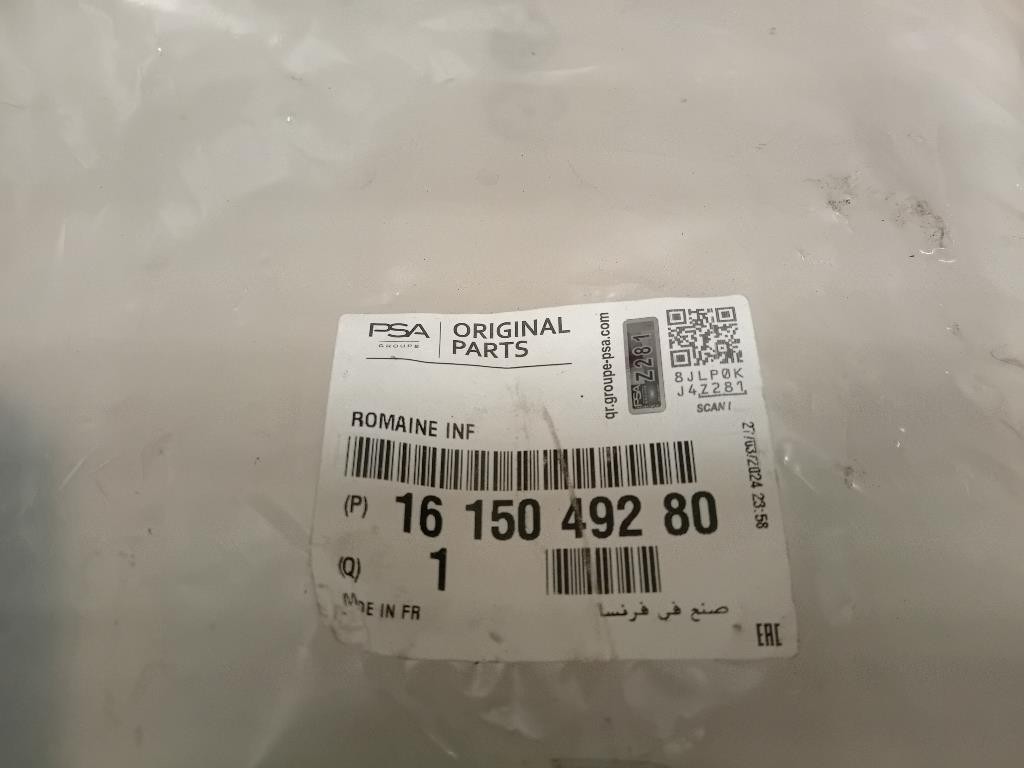 PSA
GROUPE
ORIGINAL
PARTS
qr.groupe-psa.com
PSA Z281
8JLP0K
J4Z281
SCAN !
ROMAINE INF
27/03/2024 23:58
(P) 16 150 492 80
(Q) 1
MADE IN FR
صنع في فرنسا
EAC